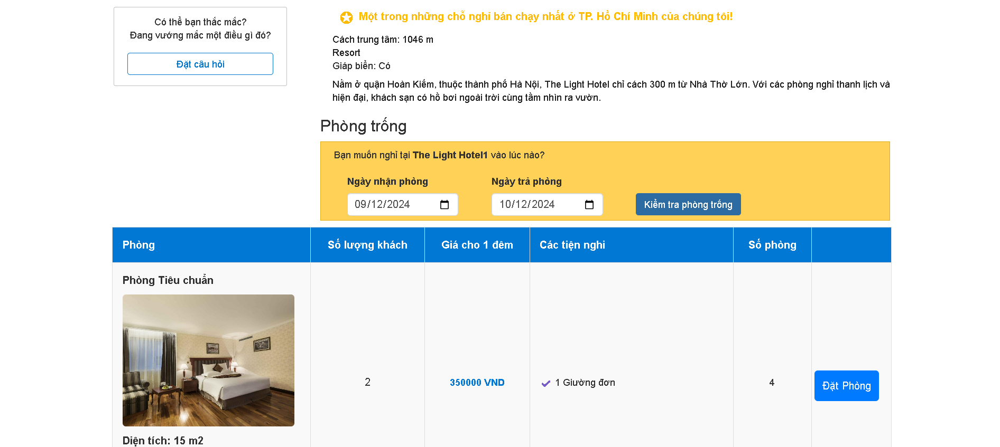 Có thể bạn thắc mắc?
Đang vướng mắc một điều gì đó?
Đặt câu hỏi
Một trong những chỗ nghỉ bán chạy nhất ở TP. Hồ Chí Minh của chúng tôi!
Cách trung tâm: 1046 m
Resort
Giáp biển: Có
Nằm ở quận Hoàn Kiếm, thuộc thành phố Hà Nội, The Light Hotel chỉ cách 300 m từ Nhà Thờ Lớn. Với các phòng nghỉ thanh lịch và
hiện đại, khách sạn có hồ bơi ngoài trời cùng tầm nhìn ra vườn.
Phòng trống
Bạn muốn nghỉ tại The Light Hotel1 vào lúc nào?
Ngày nhận phòng Ngày trả phòng
09/12/2024 10/12/2024 Kiểm tra phòng trống
Phòng Số lượng khách Giá cho 1 đêm Các tiện nghi Số phòng
Phòng Tiêu chuẩn
2 350000 VND 1 Giường đơn 4 Đặt Phòng
Diện tích: 15 m2